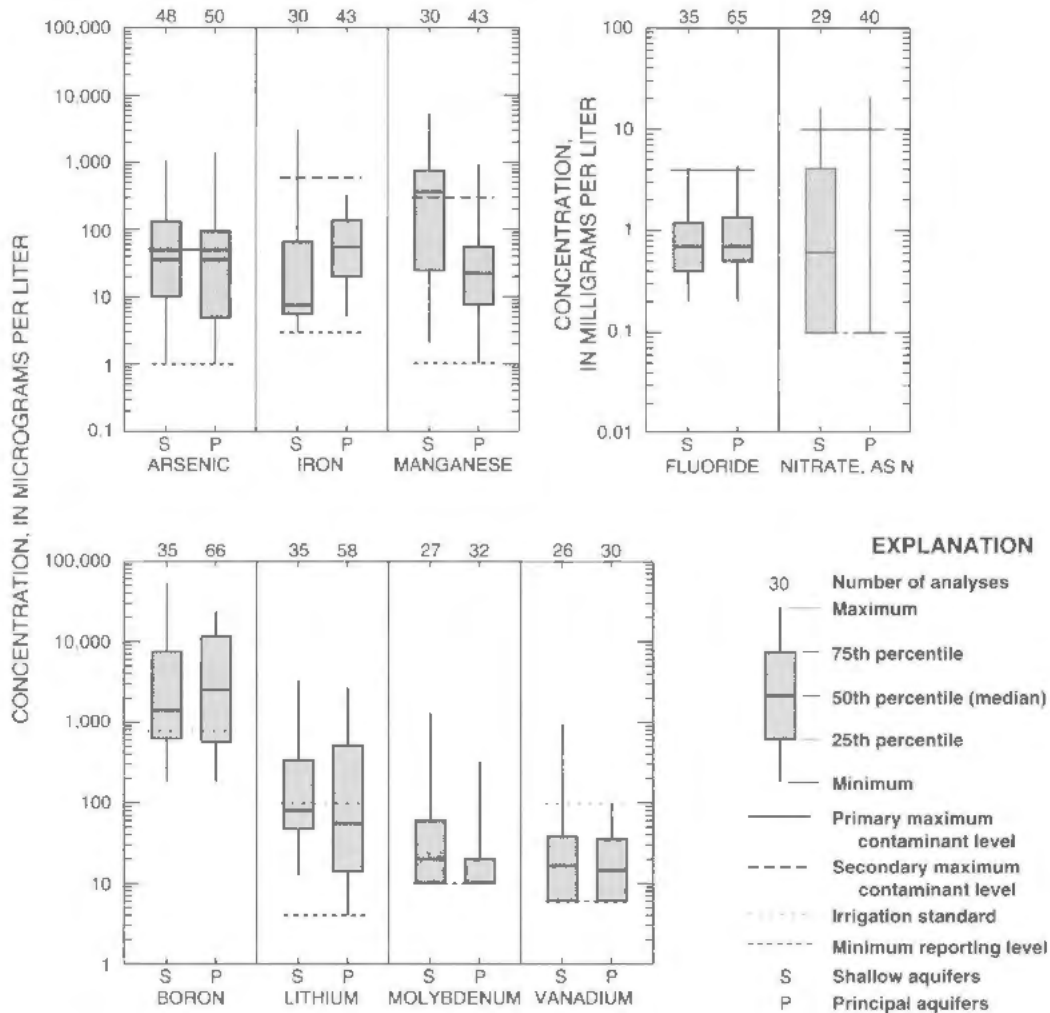 CONCENTRATION, IN MICROGRAMS PER LITER
48 50 30 43 30 43
100,000
10,000
1,000
100
10
1
0.1
S P S P S P
ARSENIC IRON MANGANESE
CONCENTRATION,
IN MILLIGRAMS PER LITER
35 65 29 40
100
10
1
0.1
0.01
S P S P
FLUORIDE NITRATE, AS N
35 66 35 58 27 32 26 30
100,000
10,000
1,000
100
10
1
S P S P S P S P
BORON LITHIUM MOLYBDENUM VANADIUM
EXPLANATION
30 Number of analyses
Maximum
75th percentile
50th percentile (median)
25th percentile
Minimum
Primary maximum
contaminant level
Secondary maximum
contaminant level
Irrigation standard
Minimum reporting level
S Shallow aquifers
P Principal aquifers